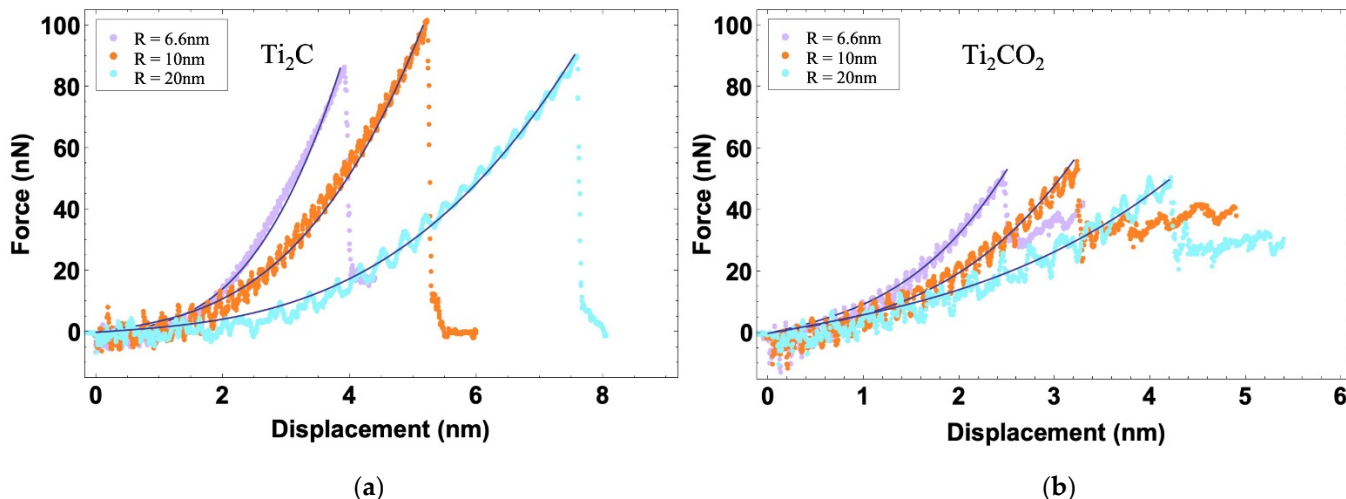 R = 6.6nm
R = 10nm
R = 20nm
Ti₂C
100
80
60
40
20
0
Force (nN)
0 2 4 6 8
Displacement (nm)
(a)
R = 6.6nm
R = 10nm
R = 20nm
Ti₂CO₂
100
80
60
40
20
0
Force (nN)
0 1 2 3 4 5 6
Displacement (nm)
(b)